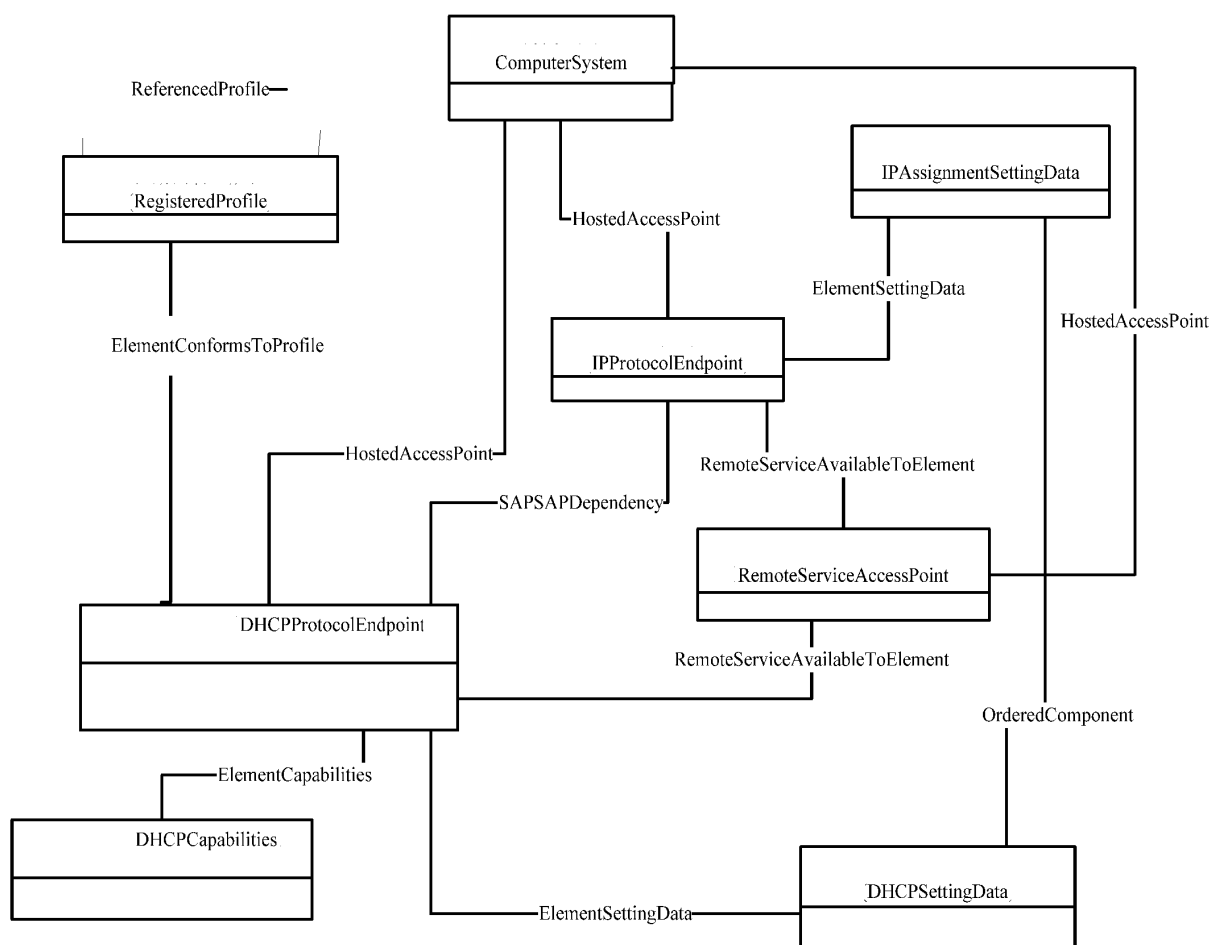 ComputerSystem
ReferencedProfile
IPAssignmentSettingData
RegisteredProfile
HostedAccessPoint
ElementSettingData
HostedAccessPoint
ElementConformsToProfile
IPProtocolEndpoint
HostedAccessPoint
RemoteServiceAvailableToElement
SAPSAPDependency
RemoteServiceAccessPoint
DHCPProtocolEndpoint
RemoteServiceAvailableToElement
OrderedComponent
ElementCapabilities
DHCPCapabilities
DHCPSettingData
ElementSettingData